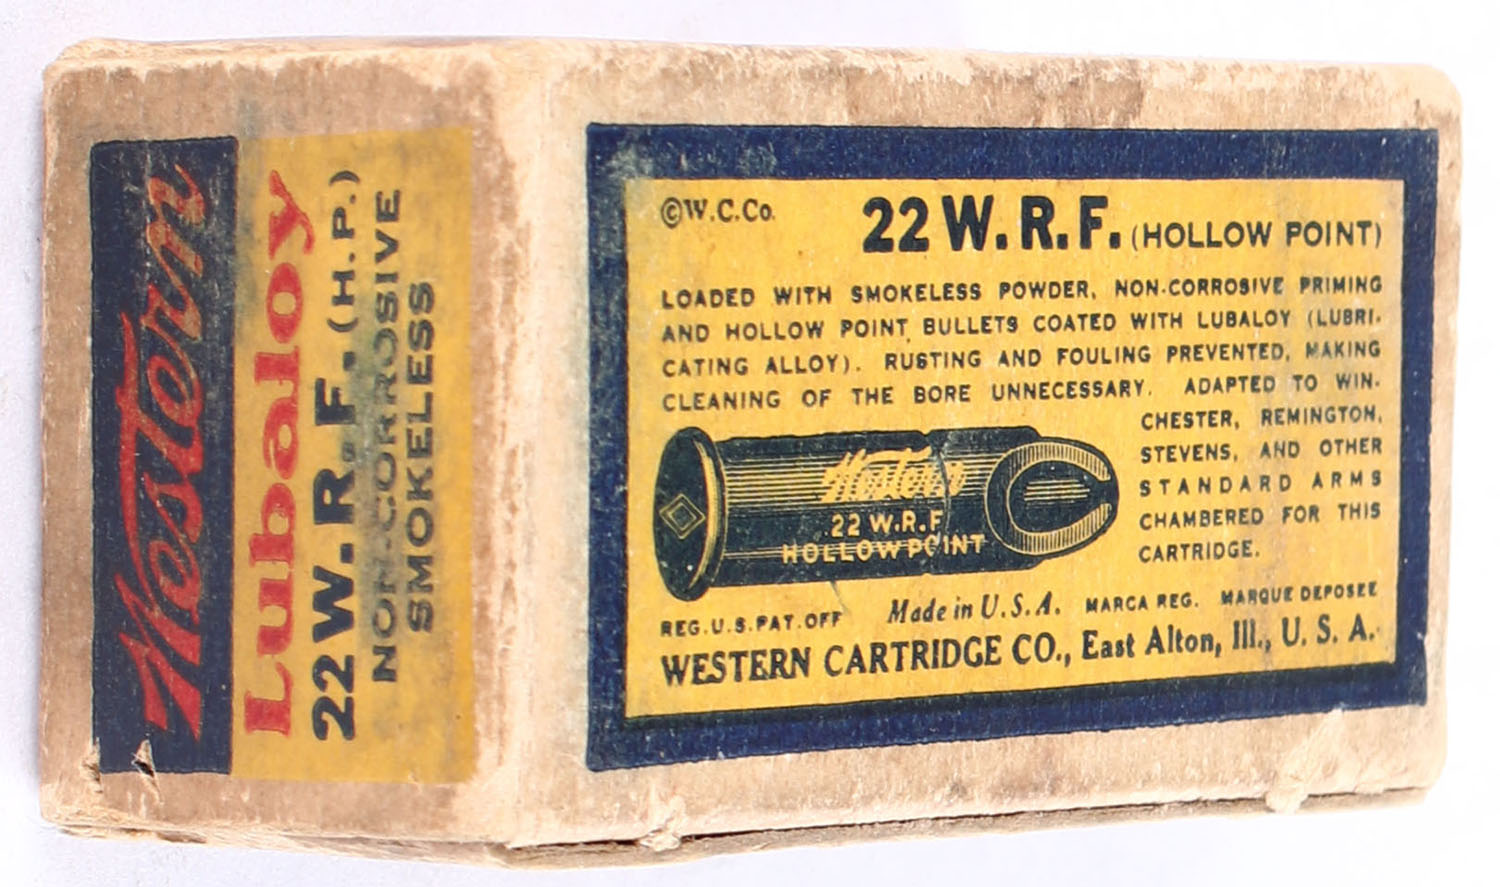 Western
Lubaloy
22 W.R.F. (H.P.)
NON-CORROSIVE
SMOKELESS
©W.C.Co.
22 W.R.F. (HOLLOW POINT)
LOADED WITH SMOKELESS POWDER, NON-CORROSIVE PRIMING
AND HOLLOW POINT BULLETS COATED WITH LUBALOY (LUBRI-
CATING ALLOY). RUSTING AND FOULING PREVENTED, MAKING
CLEANING OF THE BORE UNNECESSARY. ADAPTED TO WIN-
CHESTER, REMINGTON,
STEVENS, AND OTHER
STANDARD ARMS
CHAMBERED FOR THIS
CARTRIDGE.
Western
22 W.R.F.
HOLLOW POINT
REG.U.S.PAT.OFF Made in U.S.A. MARCA REG. MARQUE DEPOSEE
WESTERN CARTRIDGE CO., East Alton, Ill., U.S.A.